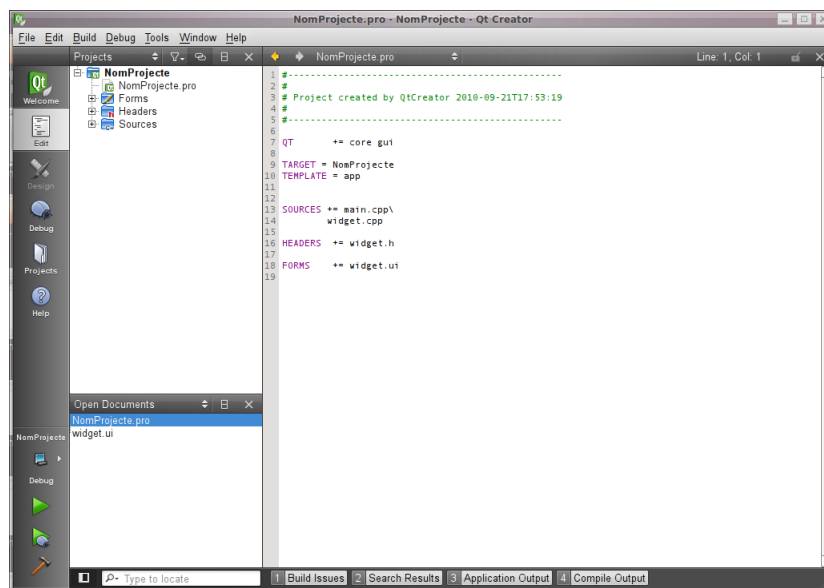 NomProjecte.pro - NomProjecte - Qt Creator
File Edit Build Debug Tools Window Help
Projects
NomProjecte.pro
Line: 1, Col: 1
Qt
Welcome
Edit
Design
Debug
Projects
Help
NomProjecte
NomProjecte.pro
Forms
Headers
Sources
1 #---------------------------------------------------
2 #
3 # Project created by QtCreator 2010-09-21T17:53:19
4 #
5 #---------------------------------------------------
6
7 QT       += core gui
8
9 TARGET = NomProjecte
10 TEMPLATE = app
11
12
13 SOURCES += main.cpp\
14         widget.cpp
15
16 HEADERS  += widget.h
17
18 FORMS    += widget.ui
19
Open Documents
NomProjecte.pro
widget.ui
NomProjecte
Debug
Type to locate
1 Build Issues 2 Search Results 3 Application Output 4 Compile Output